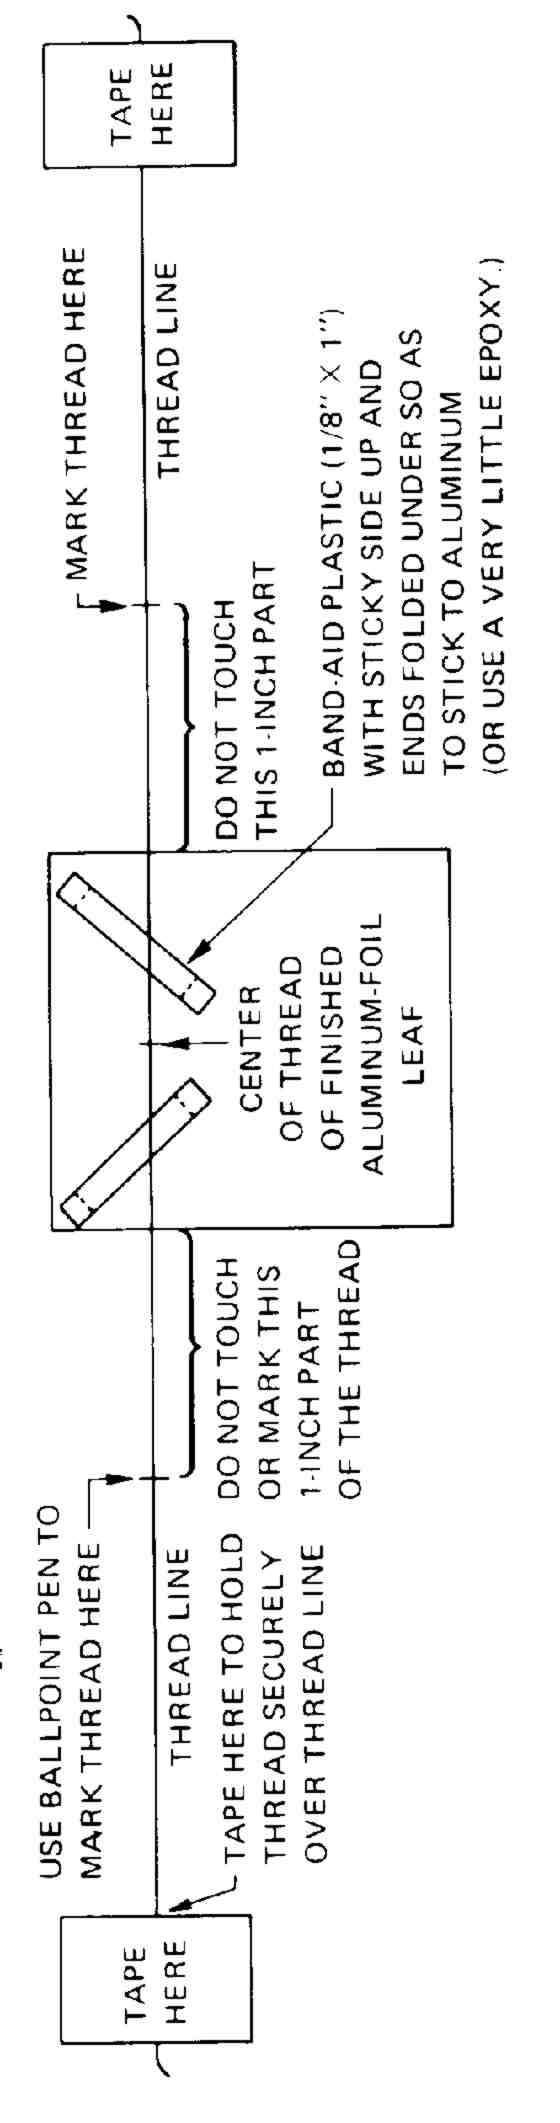 USE BALLPOINT PEN TO
MARK THREAD HERE
MARK THREAD HERE
TAPE
HERE
THREAD LINE
THREAD LINE
TAPE
HERE
TAPE HERE TO HOLD
THREAD SECURELY
OVER THREAD LINE
DO NOT TOUCH
OR MARK THIS
1-INCH PART
OF THE THREAD
CENTER
OF THREAD
OF FINISHED
ALUMINUM-FOIL
LEAF
DO NOT TOUCH
THIS 1-INCH PART
BAND-AID PLASTIC (1/8" X 1")
WITH STICKY SIDE UP AND
ENDS FOLDED UNDER SO AS
TO STICK TO ALUMINUM
(OR USE A VERY LITTLE EPOXY.)